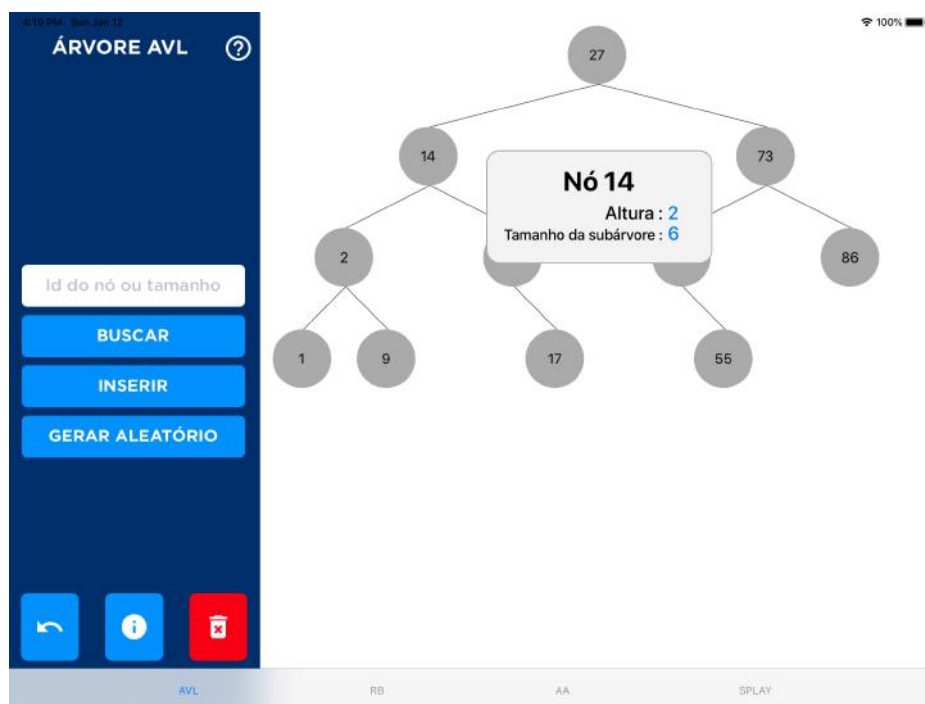 4:19 PM Sun Jan 12
100%
ÁRVORE AVL
?
27
14
73
Nó 14
Altura : 2
Tamanho da subárvore : 6
2
86
Id do nó ou tamanho
BUSCAR
1
9
17
55
INSERIR
GERAR ALEATÓRIO
AVL
RB
AA
SPLAY